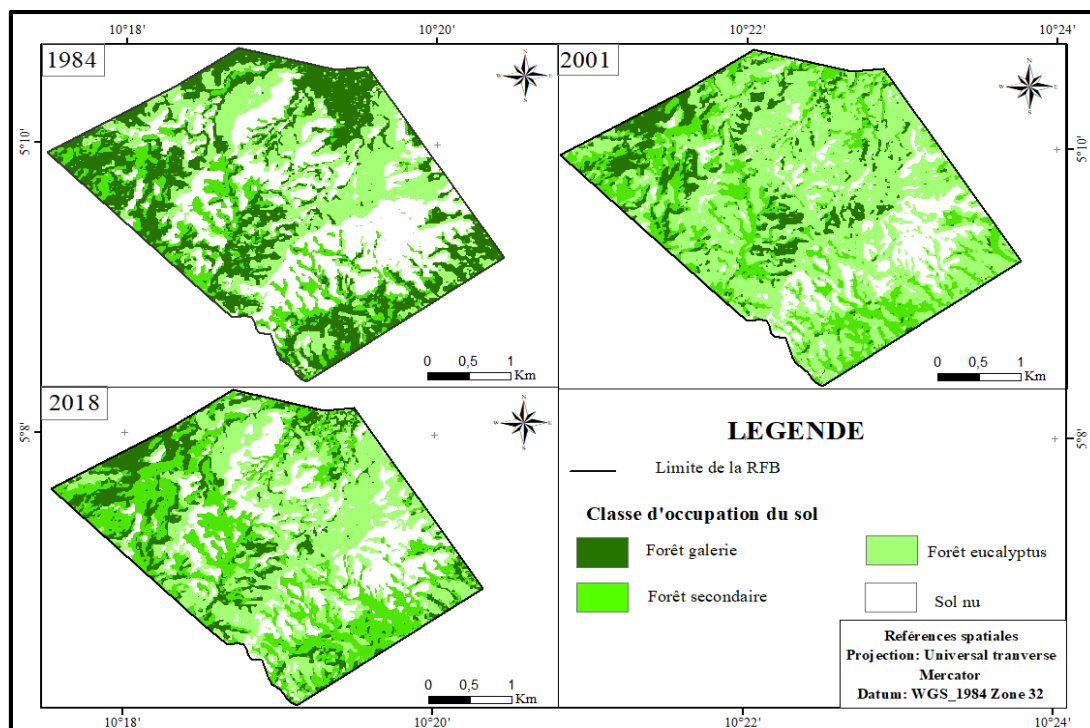 10°18'
10°20'
10°22'
10°24'
1984
N
W E
S
5°10'
0 0,5 1
Km
2001
N
W E
S
5°10'
0 0,5 1
Km
2018
N
W E
S
5°8'
0 0,5 1
Km
LEGENDE
Limite de la RFB
Classe d'occupation du sol
Forêt galerie
Forêt eucalyptus
Forêt secondaire
Sol nu
Reférences spatiales
Projection: Universal tranverse
Mercator
Datum: WGS_1984 Zone 32
5°8'
10°18'
10°20'
10°22'
10°24'